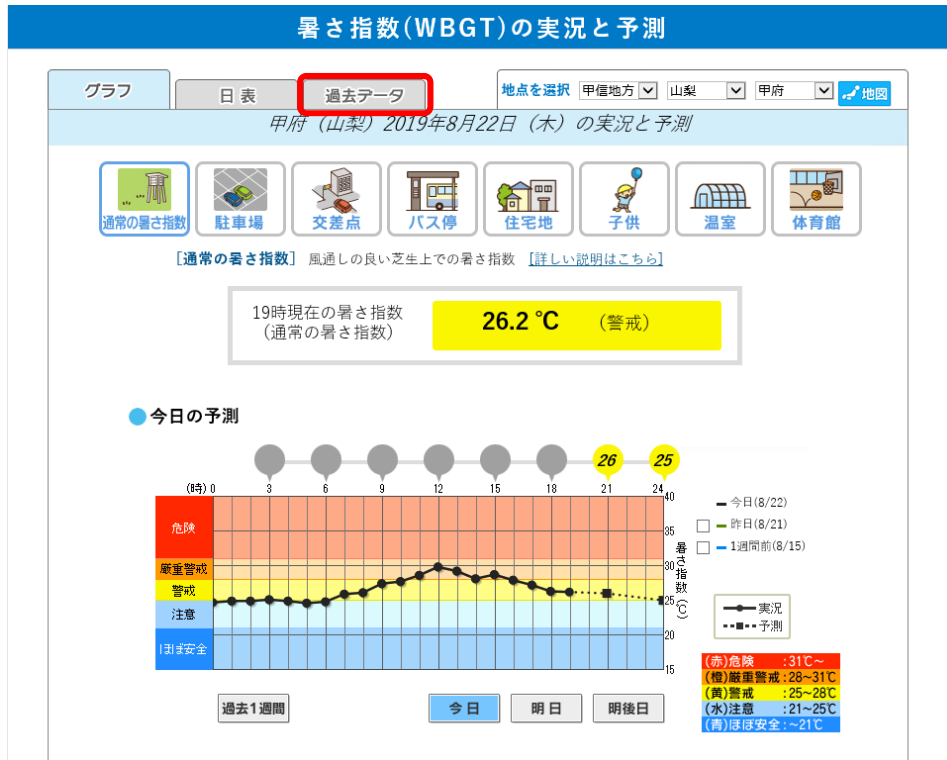 暑さ指数(WBGT)の実況と予測
グラフ
日表
過去データ
地点を選択 甲信地方 山梨 甲府 地図
甲府（山梨）2019年8月22日（木）の実況と予測
通常の暑さ指数 駐車場 交差点 バス停 住宅地 子供 温室 体育館
［通常の暑さ指数］ 風通しの良い芝生上での暑さ指数 [詳しい説明はこちら]
19時現在の暑さ指数
（通常の暑さ指数）
26.2 ℃ （警戒）
今日の予測
26 25
(時) 0 3 6 9 12 15 18 21 24
40
35
30
25
20
15
暑さ指数(℃)
危険
厳重警戒
警戒
注意
ほぼ安全
今日(8/22)
昨日(8/21)
1週間前(8/15)
実況
予測
(赤)危険 :31℃～
(橙)厳重警戒:28～31℃
(黄)警戒 :25～28℃
(水)注意 :21～25℃
(青)ほぼ安全:～21℃
過去1週間 今日 明日 明後日